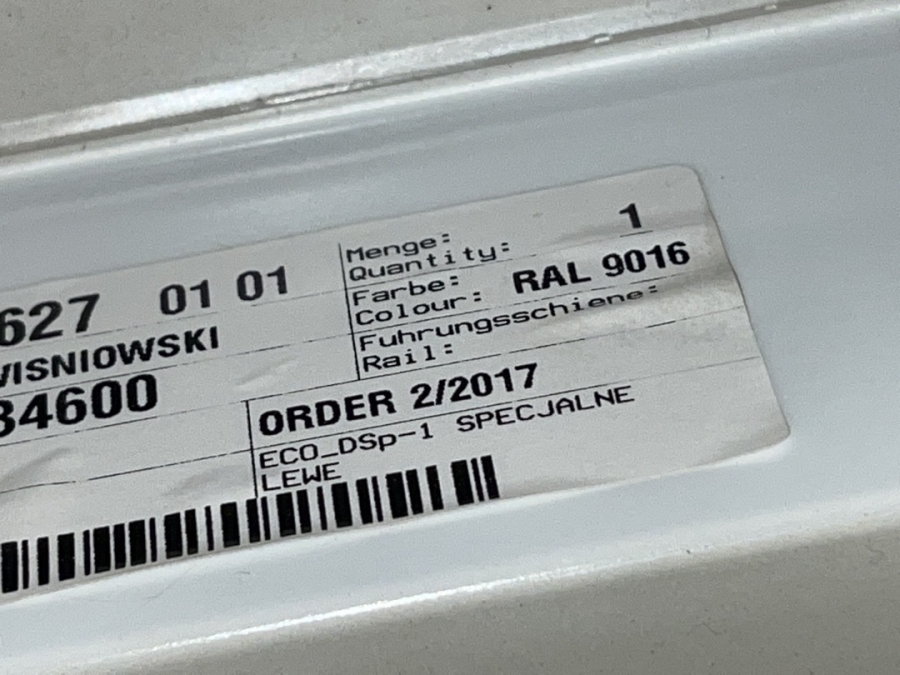 627 01 01
WISNIOWSKI
34600
Menge:
Quantity: 1
Farbe:
Colour: RAL 9016
Fuhrungsschiene:
Rail:
ORDER 2/2017
ECO_DSp-1 SPECJALNE
LEWE